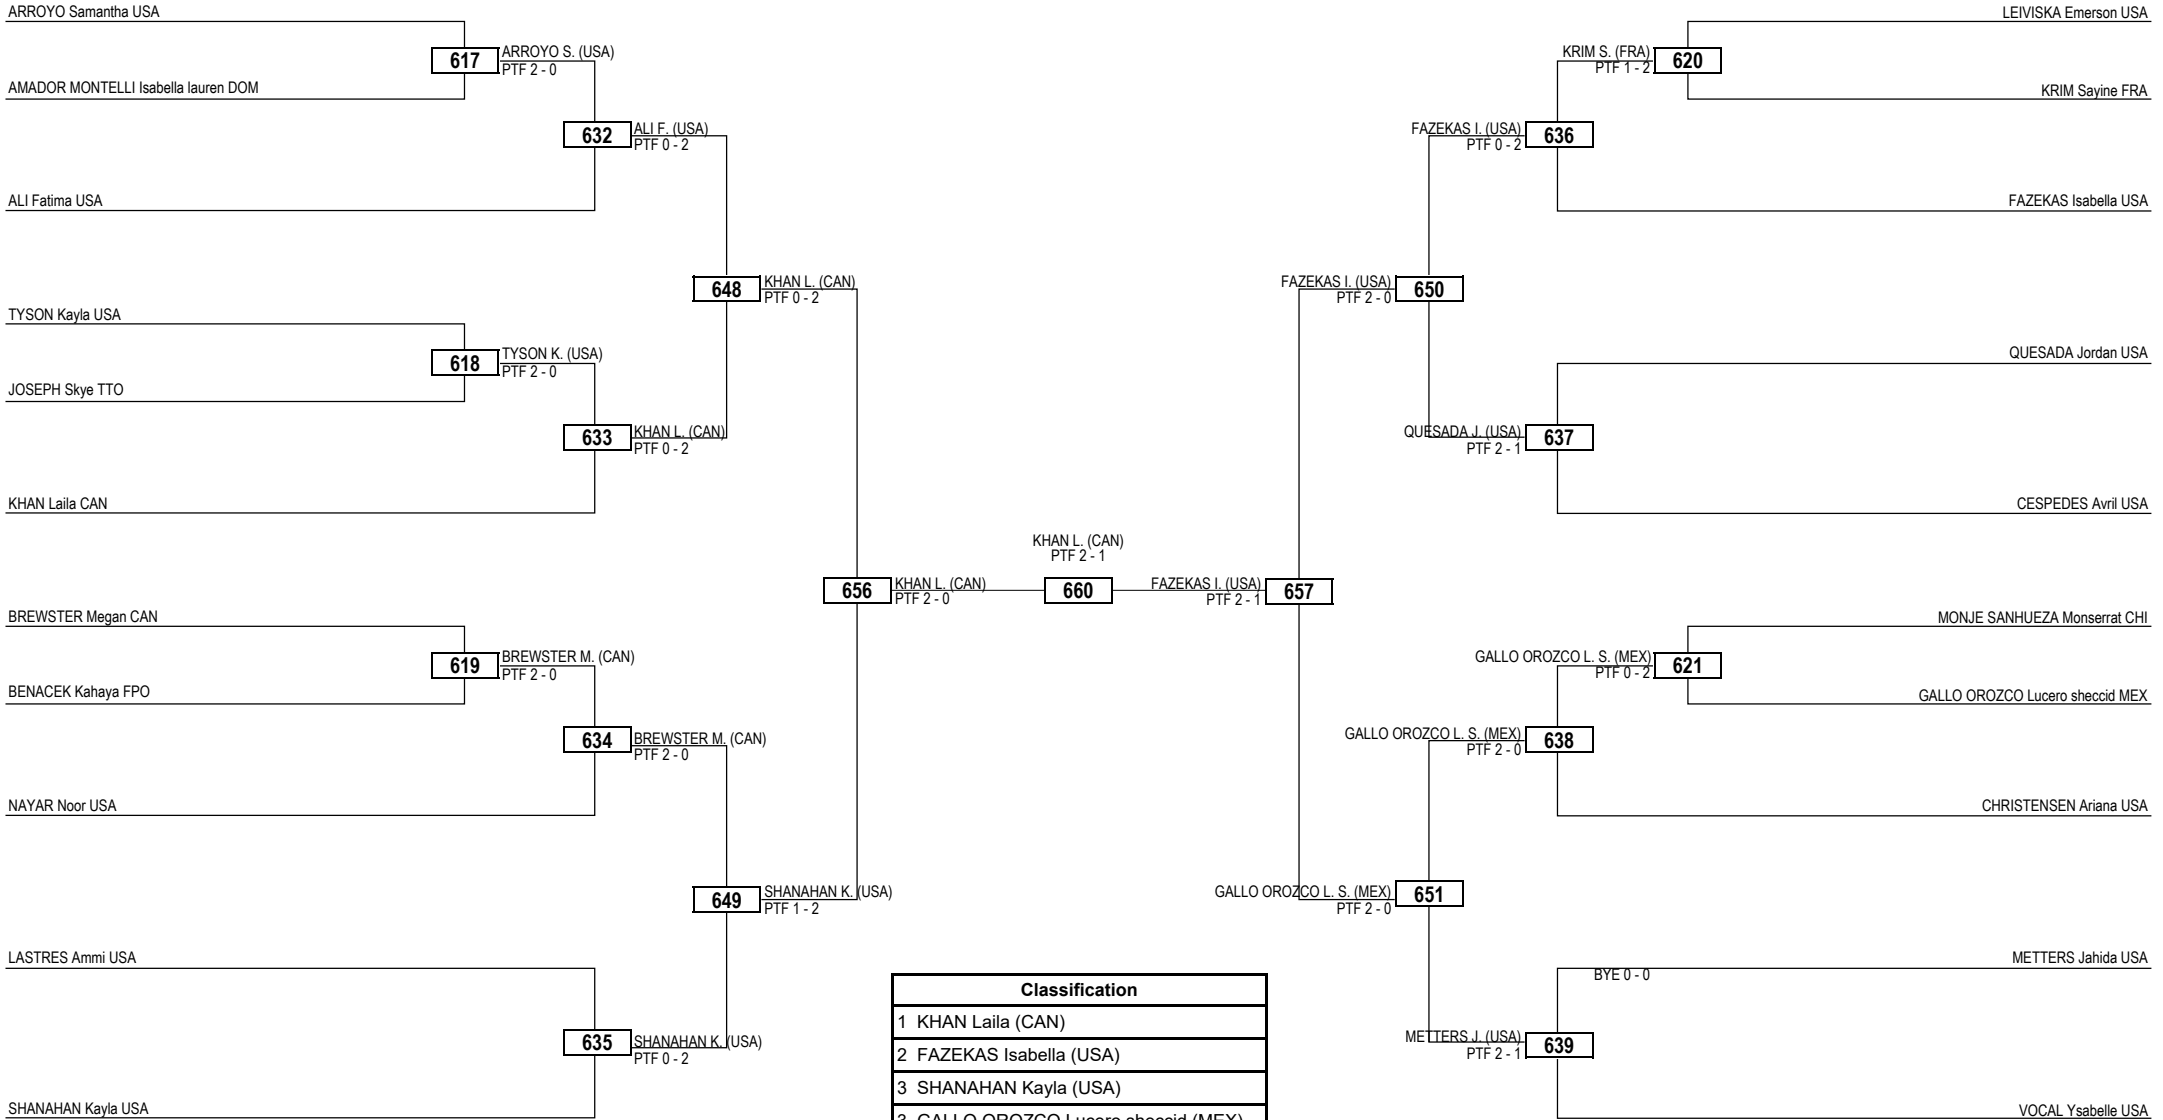 ARROYO Samantha USA
617
ARROYO S. (USA)
PTF 2 - 0
AMADOR MONTELLI Isabella lauren DOM
632
ALI F. (USA)
PTF 0 - 2
ALI Fatima USA
648
KHAN L. (CAN)
PTF 0 - 2
TYSON Kayla USA
618
TYSON K. (USA)
PTF 2 - 0
JOSEPH Skye TTO
633
KHAN L. (CAN)
PTF 0 - 2
KHAN Laila CAN
656
KHAN L. (CAN)
PTF 2 - 0
BREWSTER Megan CAN
619
BREWSTER M. (CAN)
PTF 2 - 0
BENACEK Kahaya FPO
634
BREWSTER M. (CAN)
PTF 2 - 0
NAYAR Noor USA
649
SHANAHAN K. (USA)
PTF 1 - 2
LASTRES Ammi USA
635
SHANAHAN K. (USA)
PTF 0 - 2
SHANAHAN Kayla USA
KHAN L. (CAN)
PTF 2 - 1
660
LEIVISKA Emerson USA
KRIM S. (FRA)
PTF 1 - 2
620
KRIM Sayine FRA
FAZEKAS I. (USA)
PTF 0 - 2
636
FAZEKAS Isabella USA
FAZEKAS I. (USA)
PTF 2 - 0
650
QUESADA Jordan USA
QUESADA J. (USA)
PTF 2 - 1
637
CESPEDES Avril USA
FAZEKAS I. (USA)
PTF 2 - 1
657
MONJE SANHUEZA Monserrat CHI
GALLO OROZCO L. S. (MEX)
PTF 0 - 2
621
GALLO OROZCO Lucero sheccid MEX
GALLO OROZCO L. S. (MEX)
PTF 2 - 0
638
CHRISTENSEN Ariana USA
GALLO OROZCO L. S. (MEX)
PTF 2 - 0
651
METTERS Jahida USA
BYE 0 - 0
METTERS J. (USA)
PTF 2 - 1
639
VOCAL Ysabelle USA
Classification
1 KHAN Laila (CAN)
2 FAZEKAS Isabella (USA)
3 SHANAHAN Kayla (USA)
3 GALLO OROZCO Lucero sheccid (MEX)